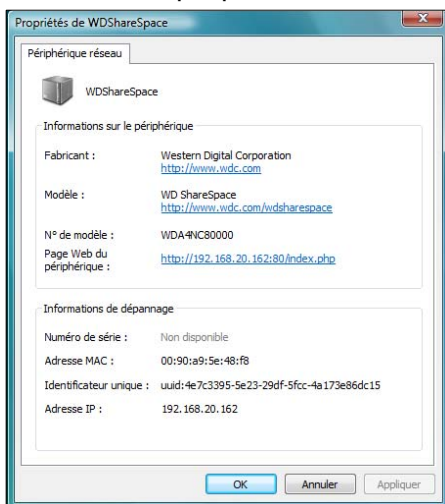 Propriétés de WDShareSpace
Périphérique réseau
WDShareSpace
Informations sur le périphérique
Fabricant : Western Digital Corporation
http://www.wdc.com
Modèle : WD ShareSpace
http://www.wdc.com/wdsharespace
N° de modèle : WDA4NC80000
Page Web du
périphérique : http://192.168.20.162:80/index.php
Informations de dépannage
Numéro de série : Non disponible
Adresse MAC : 00:90:a9:5e:48:f8
Identificateur unique : uuid:4e7c3395-5e23-29df-5fcc-4a173e86dc15
Adresse IP : 192.168.20.162
OK Annuler Appliquer